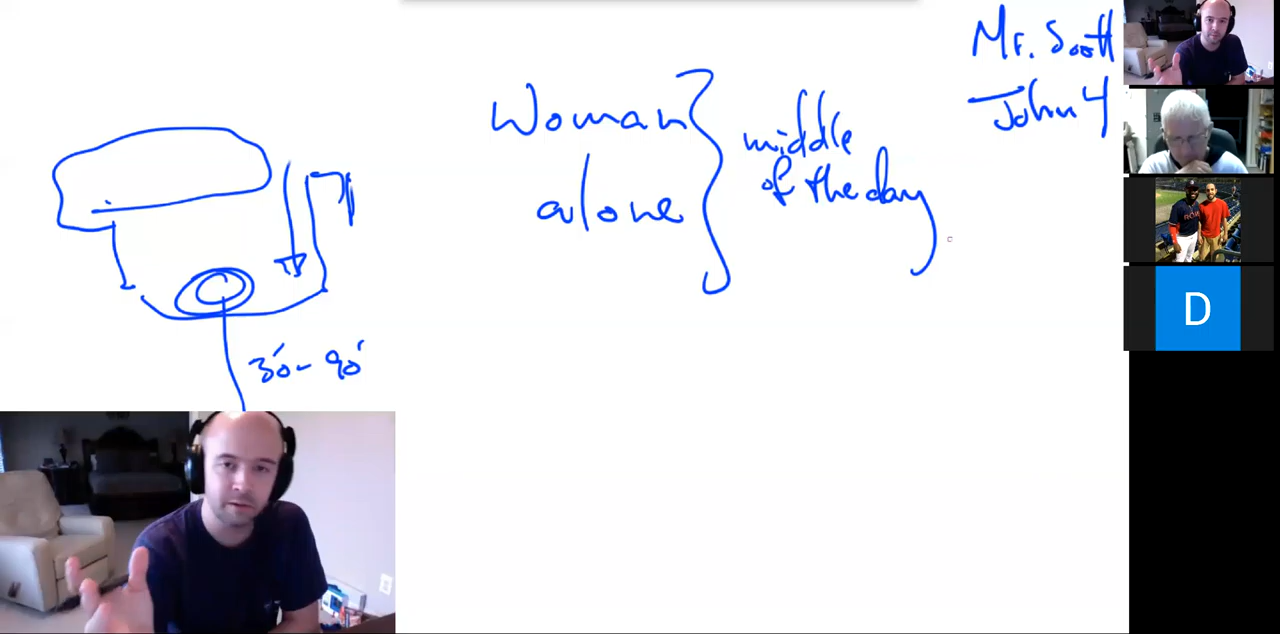 Mr. Scott
John 4
Woman
alone
middle
of the day
30'- 90'
D